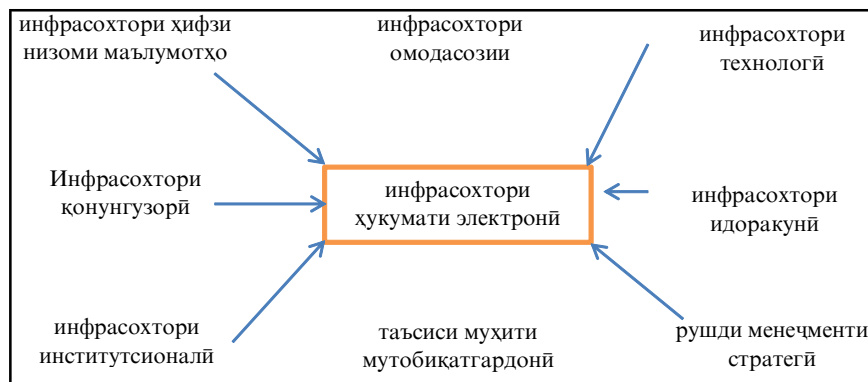 инфрасохтори ҳифзи
низоми маълумотҳо
инфрасохтори
омодасозии
инфрасохтори
технологӣ
Инфрасохтори
қонунгузорӣ
инфрасохтори
ҳукумати электронӣ
инфрасохтори
идоракунӣ
инфрасохтори
институтсионалӣ
таъсиси муҳити
мутобиқатгардонӣ
рушди менеҷменти
стратегӣ